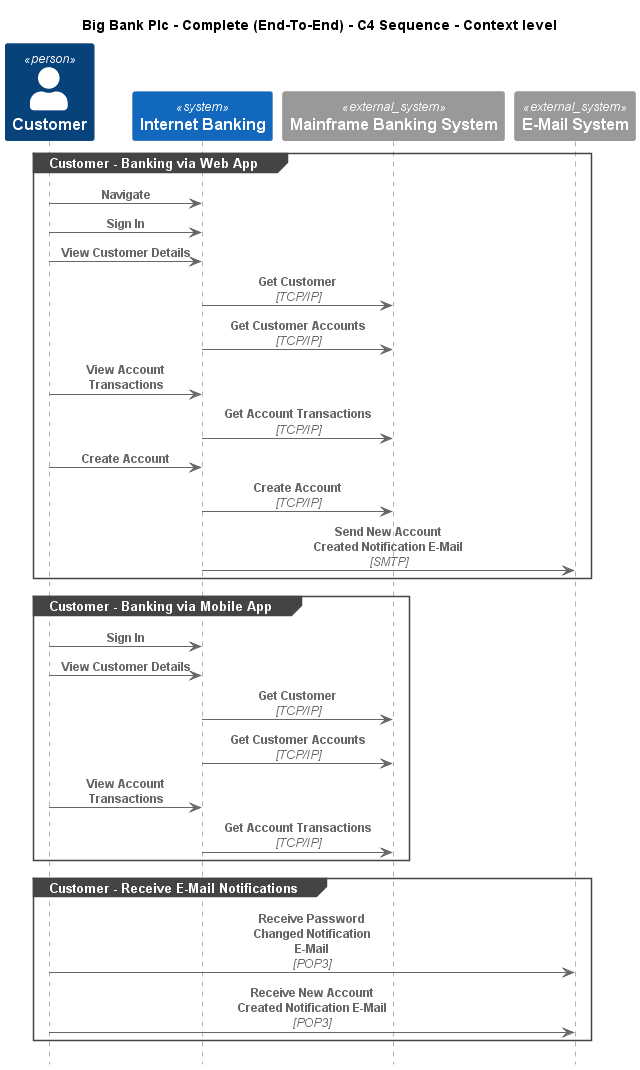 Big Bank Plc - Complete (End-To-End) - C4 Sequence - Context level
«person»
Customer
«system»
Internet Banking
«external_system»
Mainframe Banking System
«external_system»
E-Mail System
Customer - Banking via Web App
Navigate
Sign In
View Customer Details
Get Customer
[TCP/IP]
Get Customer Accounts
[TCP/IP]
View Account
Transactions
Get Account Transactions
[TCP/IP]
Create Account
Create Account
[TCP/IP]
Send New Account
Created Notification E-Mail
[SMTP]
Customer - Banking via Mobile App
Sign In
View Customer Details
Get Customer
[TCP/IP]
Get Customer Accounts
[TCP/IP]
View Account
Transactions
Get Account Transactions
[TCP/IP]
Customer - Receive E-Mail Notifications
Receive Password
Changed Notification
E-Mail
[POP3]
Receive New Account
Created Notification E-Mail
[POP3]